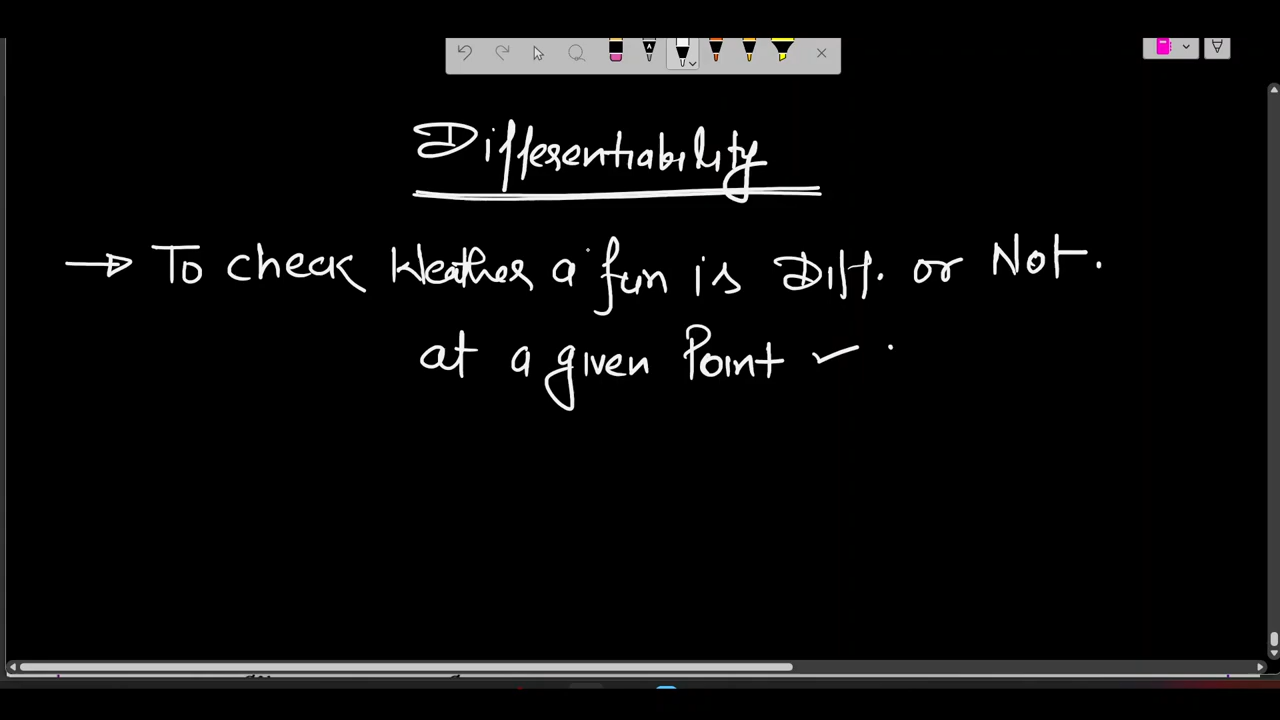 Differentiability
→ To check Weather a fun is Diff. or Not.
at a given Point ✓